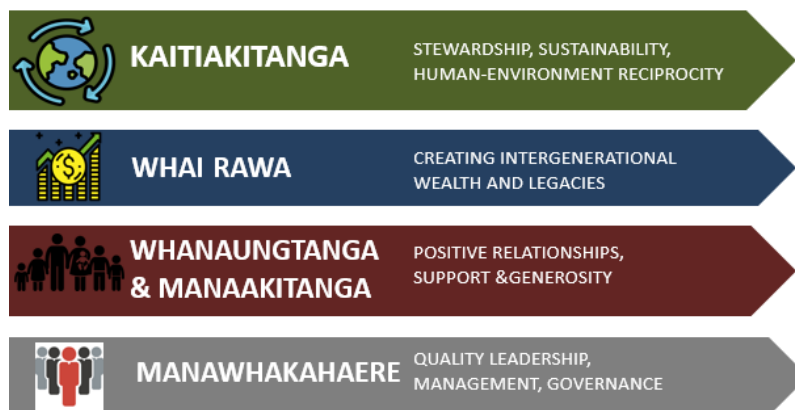 KAITIAKITANGA
STEWARDSHIP, SUSTAINABILITY,
HUMAN-ENVIRONMENT RECIPROCITY
WHAI RAWA
CREATING INTERGENERATIONAL
WEALTH AND LEGACIES
WHANAUNGTANGA
& MANAAKITANGA
POSITIVE RELATIONSHIPS,
SUPPORT &GENEROSITY
MANAWHAKAHAERE
QUALITY LEADERSHIP,
MANAGEMENT, GOVERNANCE